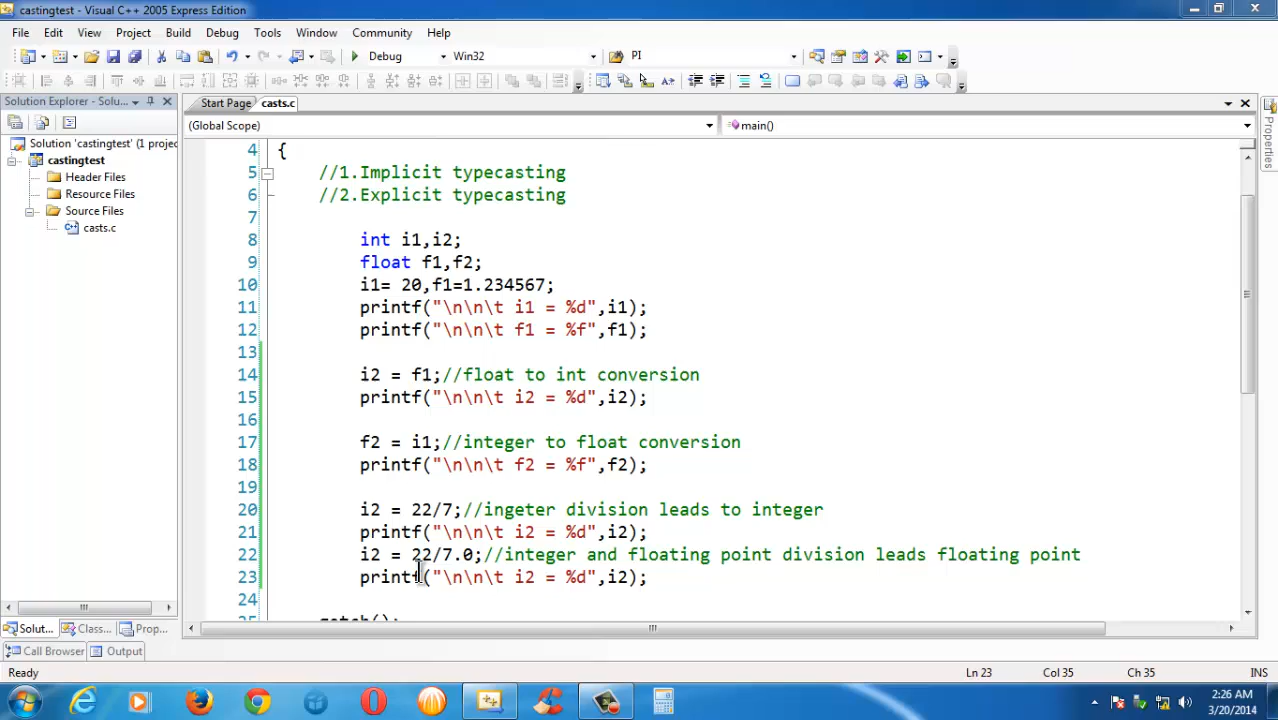 castingtest - Visual C++ 2005 Express Edition
File Edit View Project Build Debug Tools Window Community Help
Debug Win32 PI
Solution Explorer - Solu...
Start Page casts.c
(Global Scope) main()
Solution 'castingtest' (1 projec
castingtest
Header Files
Resource Files
Source Files
casts.c
4 {
5 //1.Implicit typecasting
6 //2.Explicit typecasting
7
8 int i1,i2;
9 float f1,f2;
10 i1= 20,f1=1.234567;
11 printf("\n\n\t i1 = %d",i1);
12 printf("\n\n\t f1 = %f",f1);
13
14 i2 = f1;//float to int conversion
15 printf("\n\n\t i2 = %d",i2);
16
17 f2 = i1;//integer to float conversion
18 printf("\n\n\t f2 = %f",f2);
19
20 i2 = 22/7;//ingeter division leads to integer
21 printf("\n\n\t i2 = %d",i2);
22 i2 = 22/7.0;//integer and floating point division leads floating point
23 printf("\n\n\t i2 = %d",i2);
24
25 getch();
Solut... Class... Prop...
Call Browser Output
Properties
Ready Ln 23 Col 35 Ch 35 INS
2:26 AM
3/20/2014